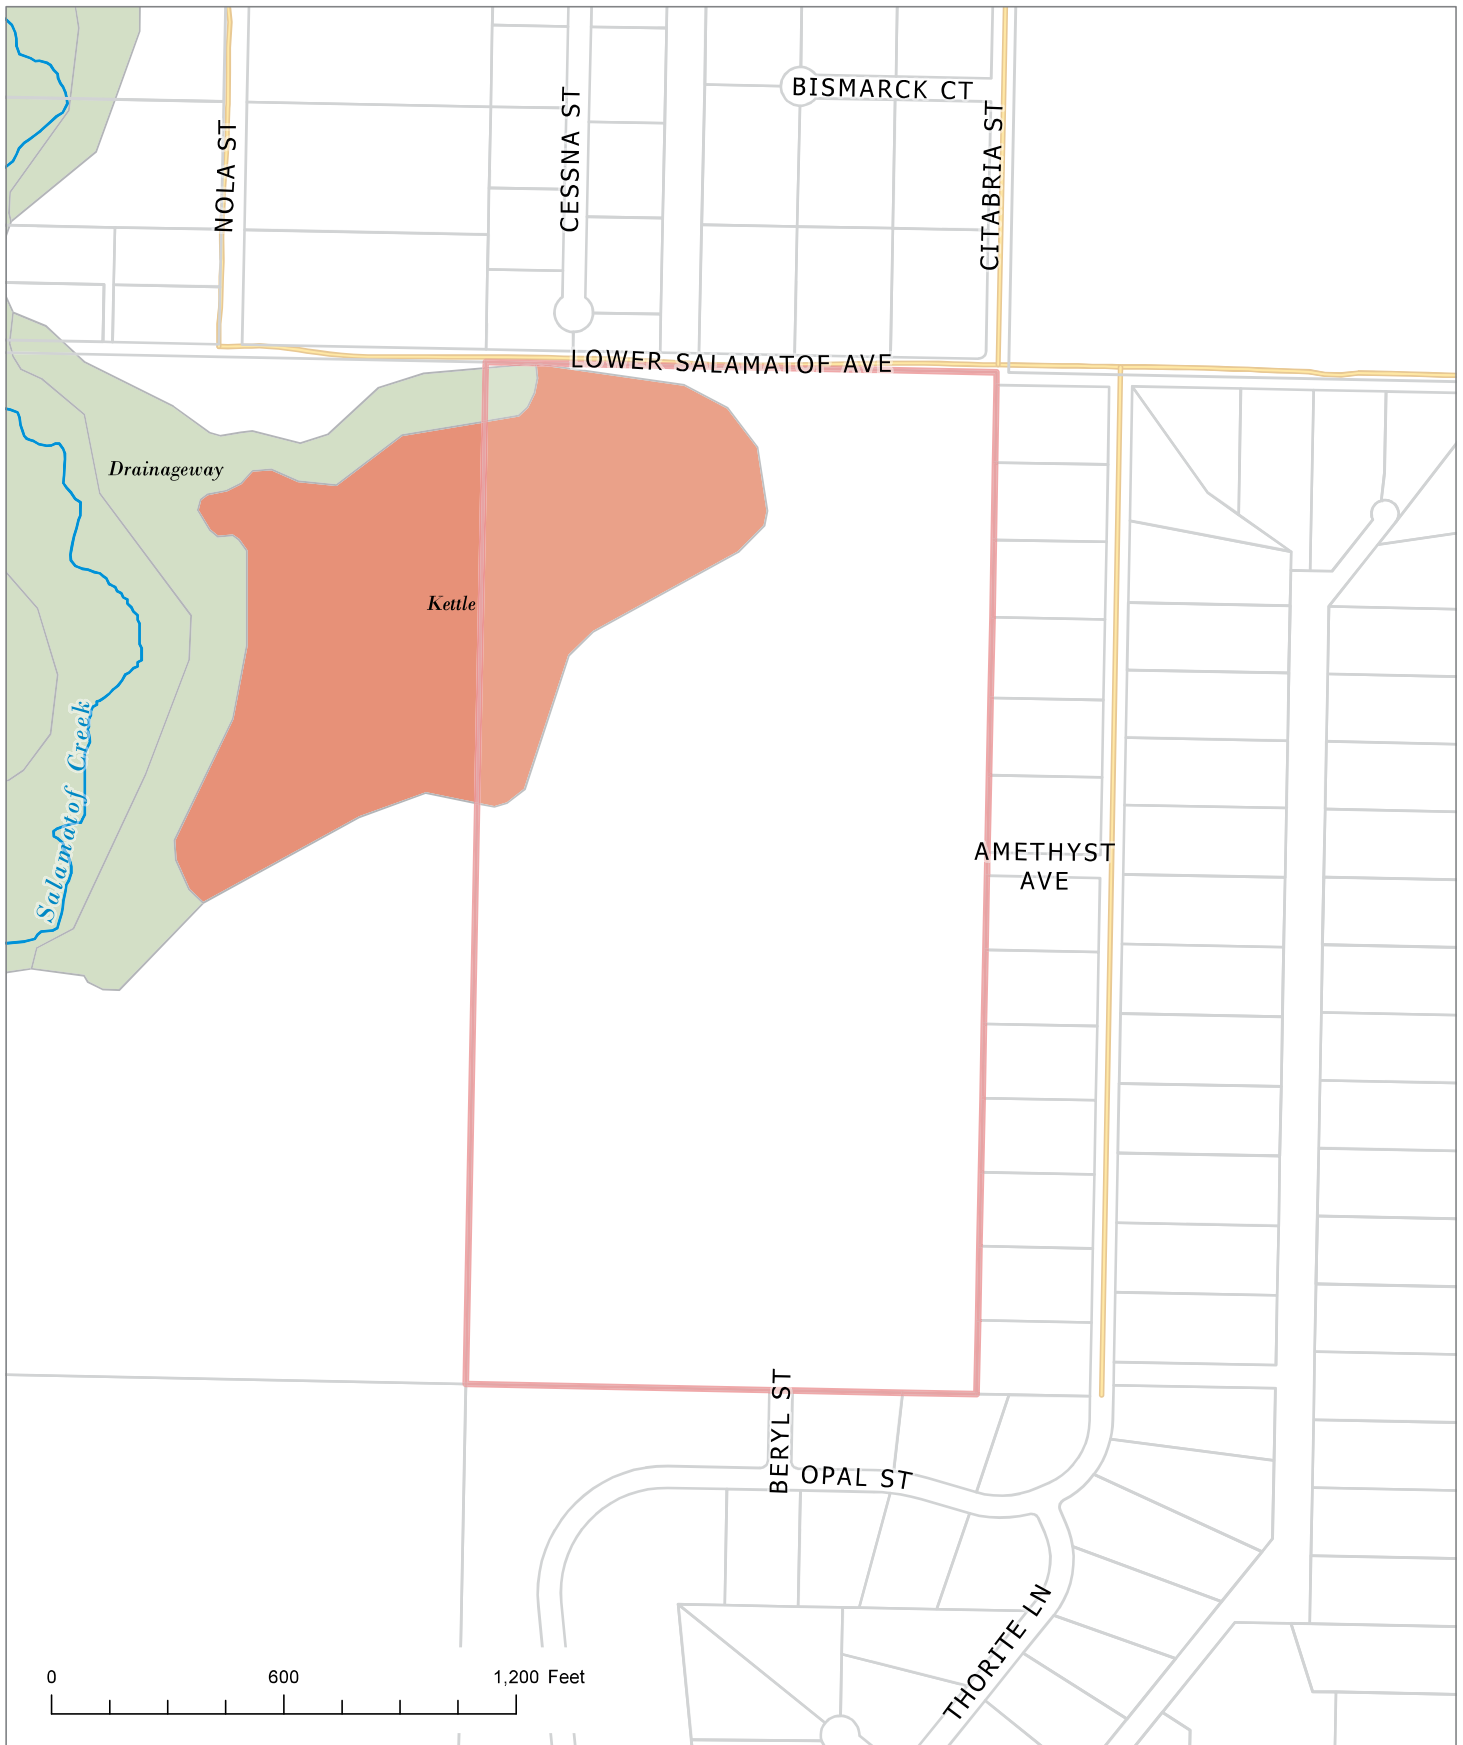 BISMARCK CT
NOLA ST
CESSNA ST
CITABRIA ST
LOWER SALAMATOF AVE
Drainageway
Kettle
Salamatof Creek
AMETHYST
AVE
BERYL ST
OPAL ST
THORITE LN
0 600 1,200 Feet